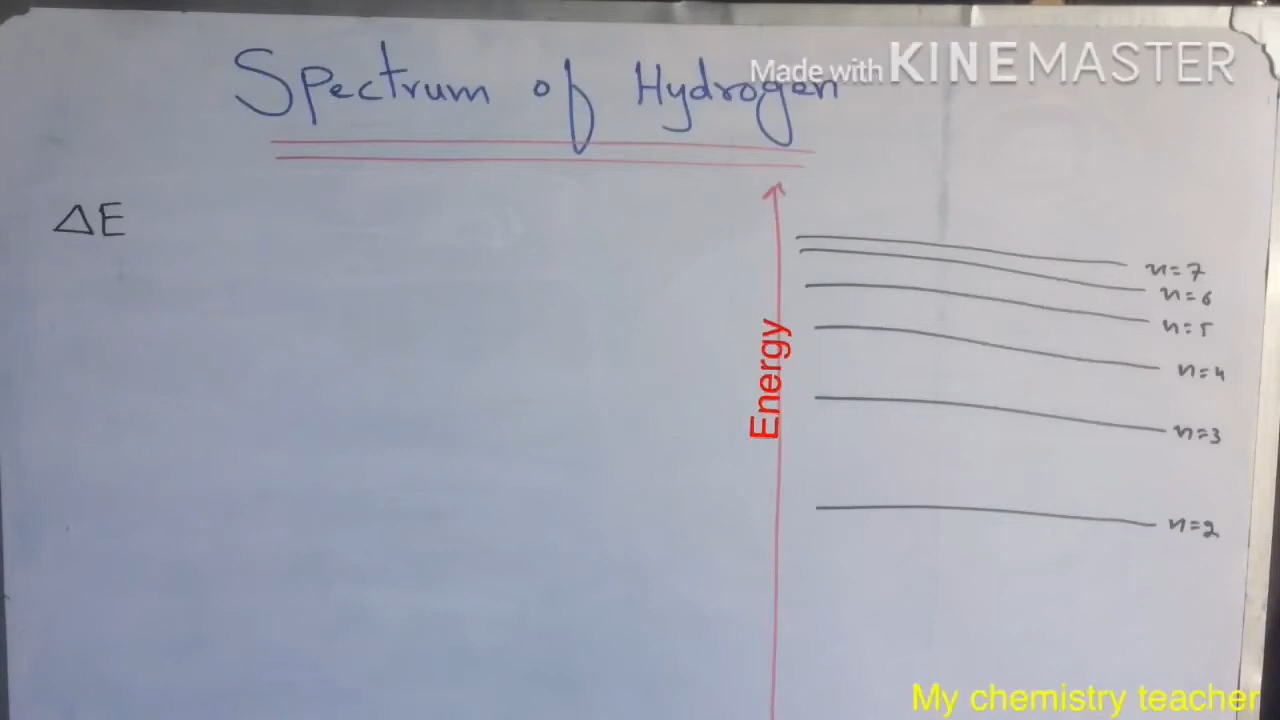 Spectrum of Hydrogen
Made with KINEMASTER
ΔE
n=7
n=6
n=5
n=4
n=3
n=2
Energy
My chemistry teacher